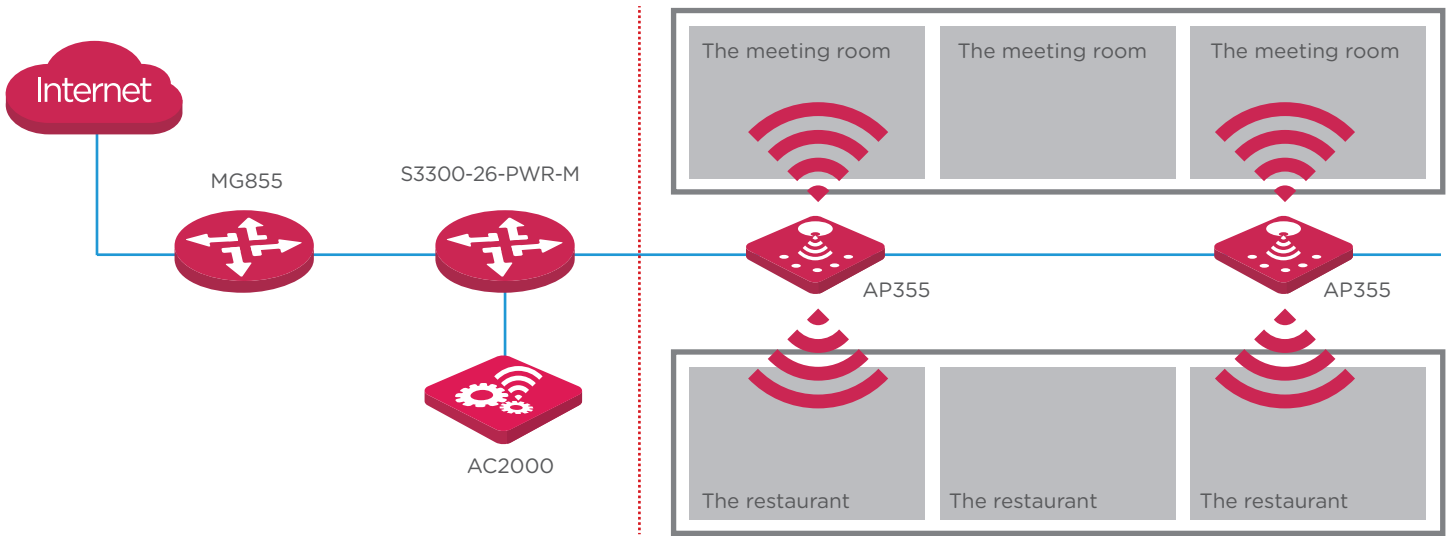 The meeting room
The meeting room
The meeting room
Internet
MG855
S3300-26-PWR-M
AP355
AP355
AC2000
The restaurant
The restaurant
The restaurant